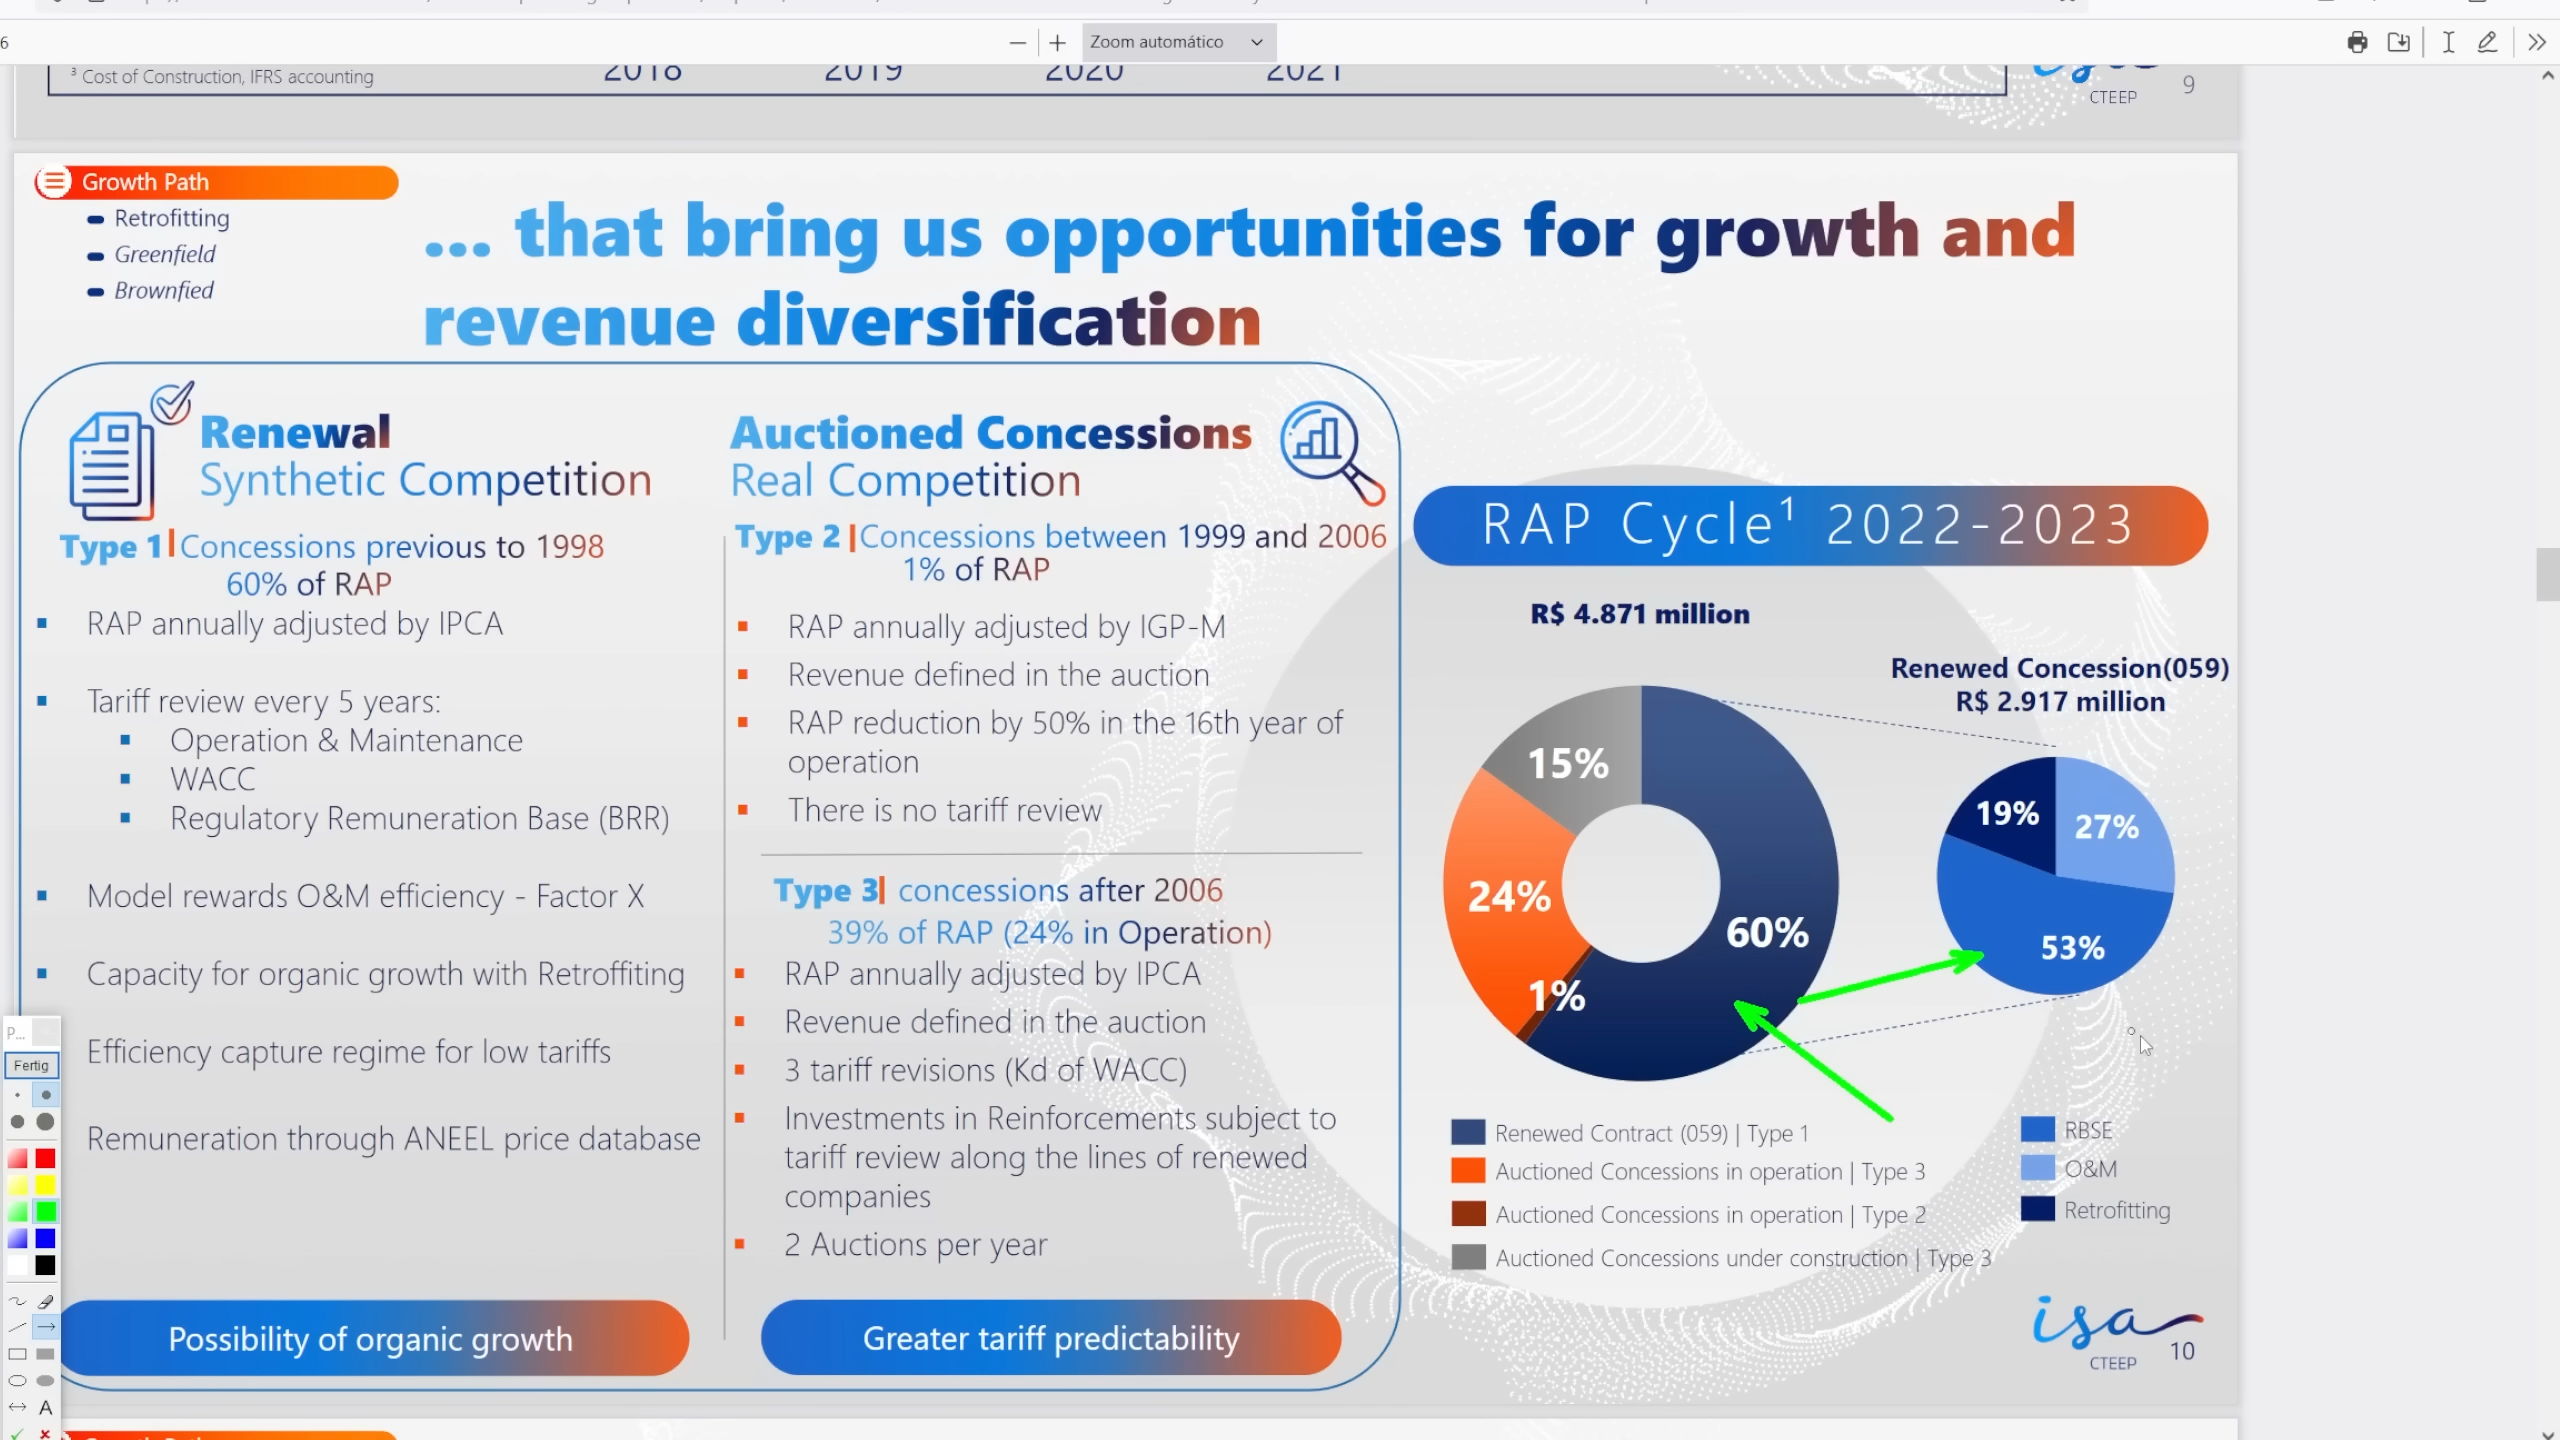 6
Zoom automático
³ Cost of Construction, IFRS accounting
2018 2019 2020 2021
CTEEP
9
Growth Path
Retrofitting
Greenfield
Brownfied
... that bring us opportunities for growth and
revenue diversification
Renewal
Synthetic Competition
Type 1| Concessions previous to 1998
60% of RAP
RAP annually adjusted by IPCA
Tariff review every 5 years:
Operation & Maintenance
WACC
Regulatory Remuneration Base (BRR)
Model rewards O&M efficiency - Factor X
Capacity for organic growth with Retroffiting
Efficiency capture regime for low tariffs
Remuneration through ANEEL price database
Possibility of organic growth
Auctioned Concessions
Real Competition
Type 2 |Concessions between 1999 and 2006
1% of RAP
RAP annually adjusted by IGP-M
Revenue defined in the auction
RAP reduction by 50% in the 16th year of
operation
There is no tariff review
Type 3| concessions after 2006
39% of RAP (24% in Operation)
RAP annually adjusted by IPCA
Revenue defined in the auction
3 tariff revisions (Kd of WACC)
Investments in Reinforcements subject to
tariff review along the lines of renewed
companies
2 Auctions per year
Greater tariff predictability
RAP Cycle¹ 2022-2023
R$ 4.871 million
Renewed Concession(059)
R$ 2.917 million
15%
24%
1%
60%
19%
27%
53%
Renewed Contract (059) | Type 1
Auctioned Concessions in operation | Type 3
Auctioned Concessions in operation | Type 2
Auctioned Concessions under construction | Type 3
RBSE
O&M
Retrofitting
isa
CTEEP
10
P...
Fertig
A